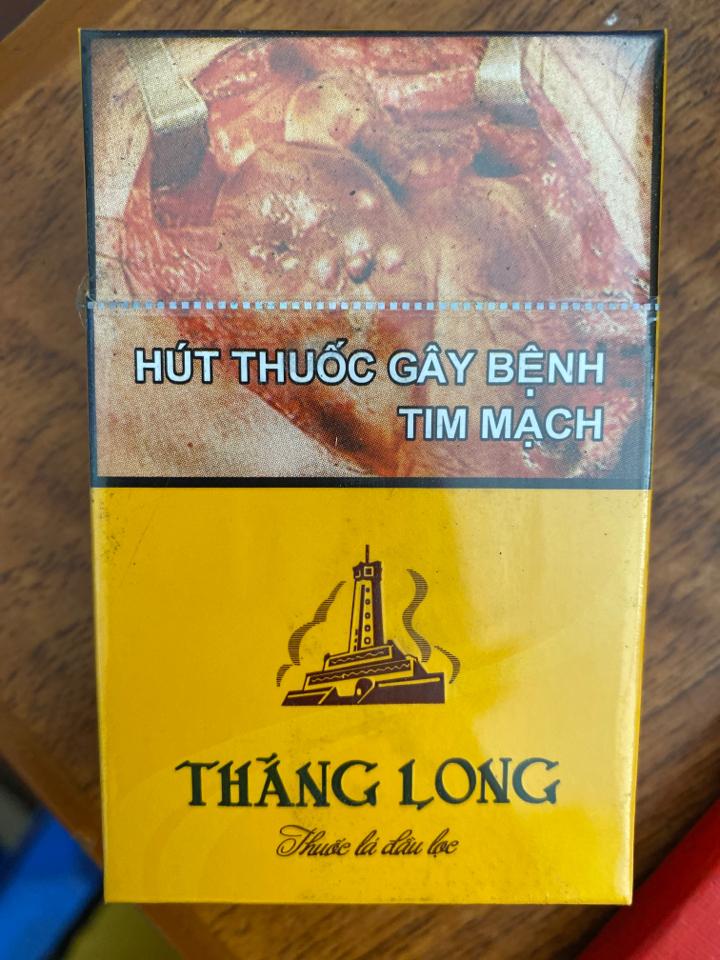 HÚT THUỐC GÂY BỆNH
TIM MẠCH
THĂNG LONG
Thuốc lá đầu lọc